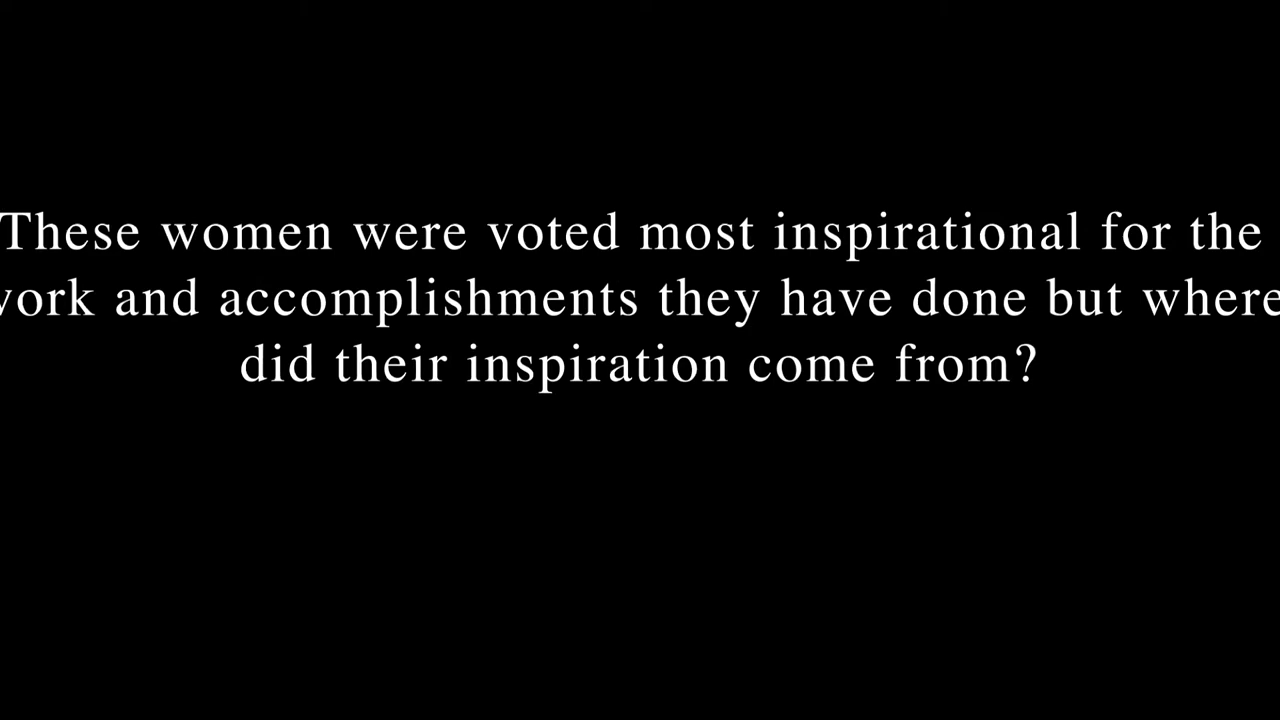 These women were voted most inspirational for the
work and accomplishments they have done but where
did their inspiration come from?